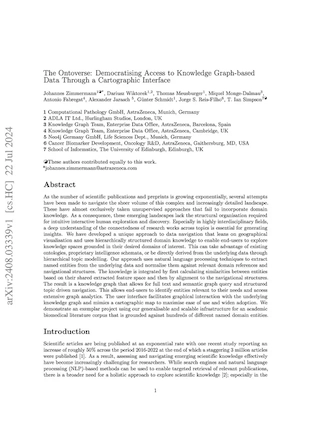 The Ontoverse: Democratising Access to Knowledge Graph-based
Data Through a Cartographic Interface
Johannes Zimmermann, Dariusz Wiktorek, Thomas Meusburger, Miquel Monge-Dalmau,
Antonio Fabregat, Alexander Jarasch, Günter Schmidt, Jorge S. Reis-Filho, T. Ian Simpson
1 Computational Pathology GmbH, AstraZeneca, Munich, Germany
2 ADLA IT Ltd., Burlingham Studios, London, UK
3 Knowledge Graph Team, Enterprise Data Office, AstraZeneca, Barcelona, Spain
4 Knowledge Graph Team, Enterprise Data Office, AstraZeneca, Cambridge, UK
5 Neo4j Germany GmbH, Life Sciences Dept., Munich, Germany
6 Cancer Biomarker Development, Oncology R&D, AstraZeneca, Gaithersburg, MD, USA
7 School of Informatics, The University of Edinburgh, Edinburgh, UK
These authors contributed equally to this work.
*johannes.zimmermann@astrazeneca.com
Abstract
As the number of scientific publications and preprints is growing exponentially, several attempts
have been made to navigate this complex and increasingly detailed landscape.
These have almost exclusively taken unsupervised approaches that fail to incorporate domain
knowledge. As a consequence, these emerging landscapes lack the structural organisation required
for intuitive interactive human exploration and discovery. Especially in highly interdisciplinary fields,
a deep understanding of the connectedness of research works across topics is essential for generating
insights. We have developed a unique approach to data navigation that leans on geographical
visualisation and uses hierarchically structured domain knowledge to enable end-users to explore
knowledge spaces grounded in their desired domains of interest. This can take advantage of existing
ontologies, proprietary intelligence schemata, or be directly derived from the underlying data through
hierarchical topic modelling. Our approach uses natural language processing techniques to extract
named entities from the underlying data and normalise them against relevant domain references and
navigational structures. The knowledge is integrated by first calculating similarities between entities
based on their shared extracted feature space and then by alignment to the navigational structures.
The result is a knowledge graph that allows for full text and semantic graph query and structured
topic driven navigation. This allows end-users to identify entities relevant to their needs and access
extensive graph analytics. The user interface facilitates graphical interaction with the underlying
knowledge graph and mimics a cartographic map to maximise ease of use and widen adoption. We
demonstrate an exemplar project using our generalisable and scalable infrastructure for an academic
biomedical literature corpus that is grounded against hundreds of different named domain entities.
Introduction
Scientific articles are being published at an exponential rate with one recent study reporting an
increase of roughly 50% across the period 2016-2022 at the end of which a staggering 3 million articles
were published [1]. As a result, assessing and navigating emerging scientific knowledge effectively
have become increasingly challenging for researchers. While search engines and natural language
processing (NLP)-based methods can be used to enable targeted retrieval of relevant publications,
there is a broader need for a holistic approach to explore scientific knowledge [2]; especially in the
1
arXiv:2408.03339v1 [cs.HC] 22 Jul 2024